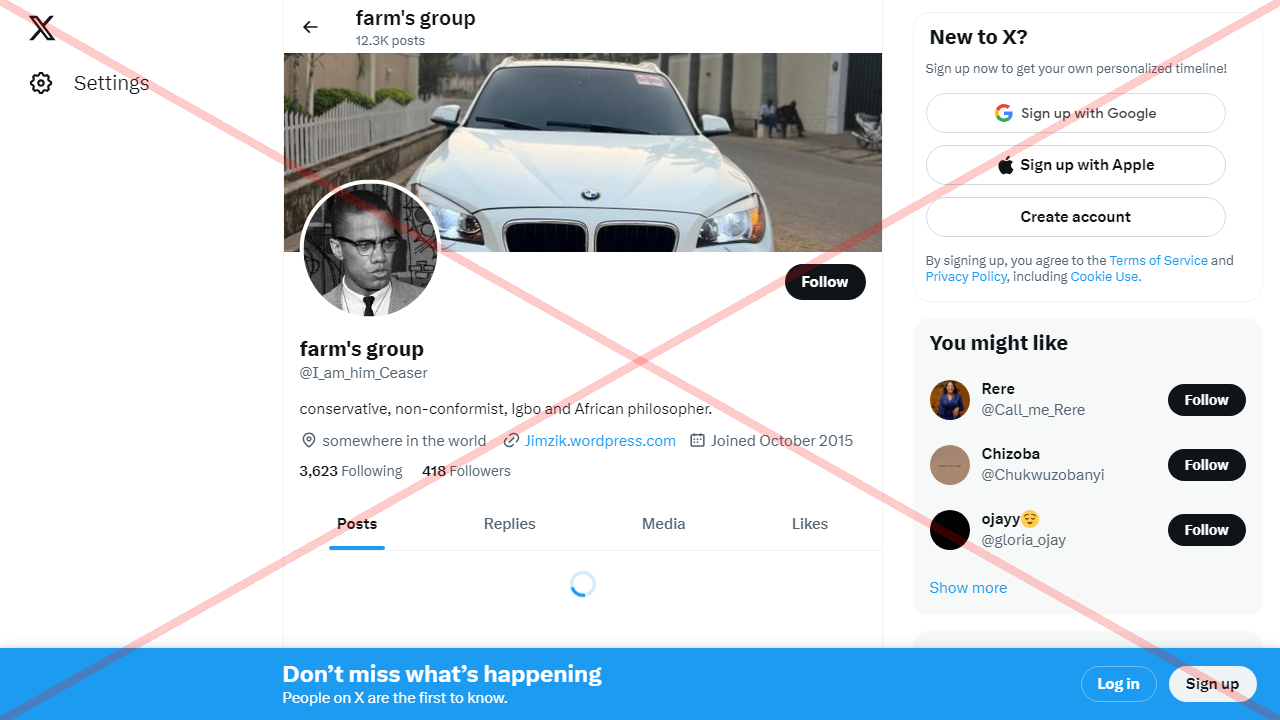 Settings
farm's group
12.3K posts
Follow
farm's group
@I_am_him_Ceaser
conservative, non-conformist, Igbo and African philosopher.
somewhere in the world Jimzik.wordpress.com Joined October 2015
3,623 Following 418 Followers
Posts Replies Media Likes
New to X?
Sign up now to get your own personalized timeline!
Sign up with Google
Sign up with Apple
Create account
By signing up, you agree to the Terms of Service and
Privacy Policy, including Cookie Use.
You might like
Rere
@Call_me_Rere
Follow
Chizoba
@Chukwuzobanyi
Follow
ojayy😌
@gloria_ojay
Follow
Show more
Don’t miss what’s happening
People on X are the first to know.
Log in
Sign up